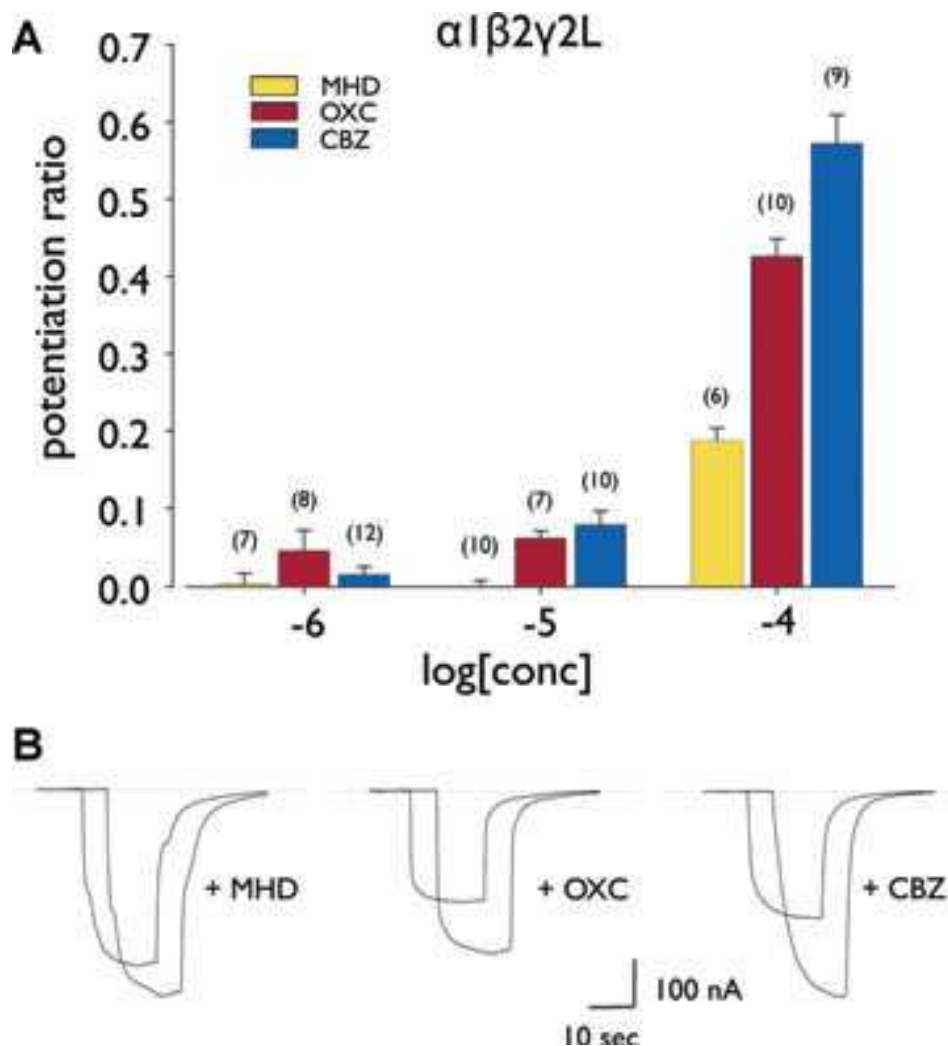 A
α1β2γ2L
0.7
MHD
OXC
CBZ
(9)
0.6
0.5
(10)
0.4
0.3
(6)
0.2
(8)
(7)
(10)
0.1
(7)
(12)
(10)
0.0
potentiation ratio
-6
-5
-4
log[conc]
B
+ MHD
+ OXC
+ CBZ
100 nA
10 sec